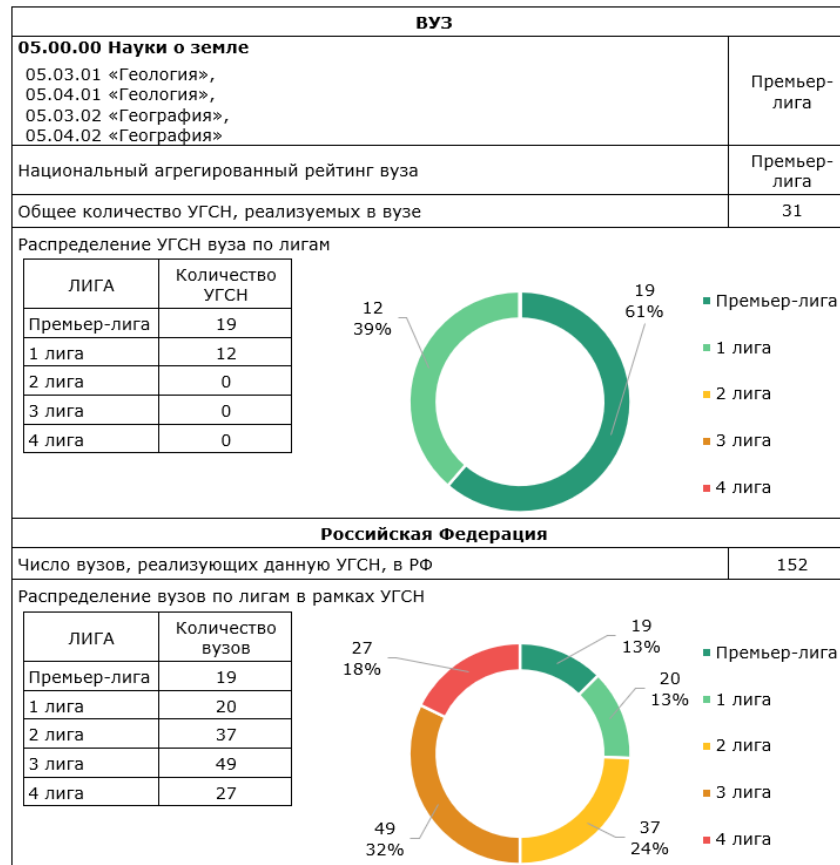 ВУЗ
05.00.00 Науки о земле
05.03.01 «Геология»,
05.04.01 «Геология»,
05.03.02 «География»,
05.04.02 «География»
Премьер-
лига
Национальный агрегированный рейтинг вуза
Премьер-
лига
Общее количество УГСН, реализуемых в вузе 31
Распределение УГСН вуза по лигам
ЛИГА Количество
УГСН
Премьер-лига 19
1 лига 12
2 лига 0
3 лига 0
4 лига 0
12
39%
19
61%
Премьер-лига
1 лига
2 лига
3 лига
4 лига
Российская Федерация
Число вузов, реализующих данную УГСН, в РФ 152
Распределение вузов по лигам в рамках УГСН
ЛИГА Количество
вузов
Премьер-лига 19
1 лига 20
2 лига 37
3 лига 49
4 лига 27
27
18%
19
13%
20
13%
49
32%
37
24%
Премьер-лига
1 лига
2 лига
3 лига
4 лига